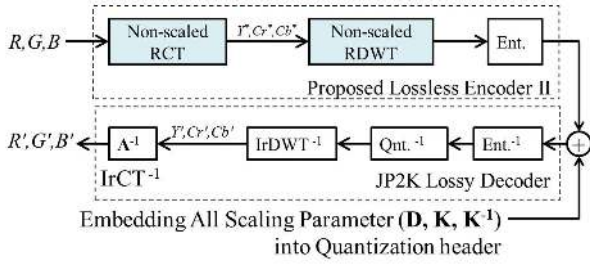 R,G,B
Non-scaled
RCT
Y*,Cr*,Cb*
Non-scaled
RDWT
Ent.
Proposed Lossless Encoder II
R',G',B'
A⁻¹
IrCT⁻¹
Y',Cr',Cb'
IrDWT⁻¹
Qnt.⁻¹
Ent.⁻¹
+
JP2K Lossy Decoder
Embedding All Scaling Parameter (D, K, K⁻¹)
into Quantization header